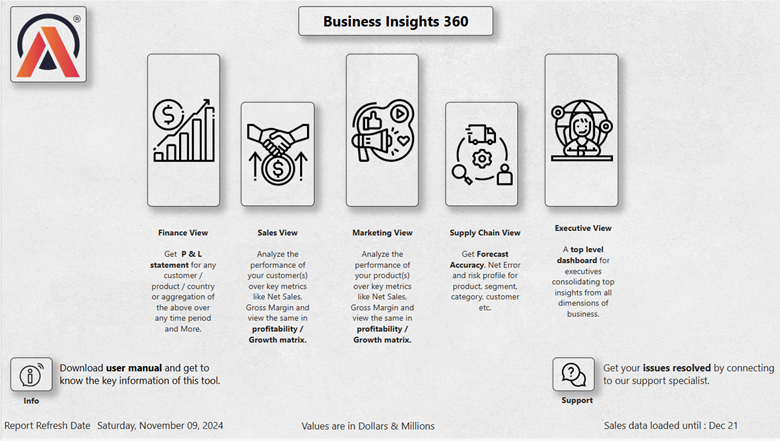 ®
Business Insights 360
Finance View
Get P & L
statement for any
customer /
product / country
or aggregation of
the above over
any time period
and More.
Sales View
Analyze the
performance of
your customer(s)
over key metrics
like Net Sales,
Gross Margin and
view the same in
profitability /
Growth matrix.
Marketing View
Analyze the
performance of
your product(s)
over key metrics
like Net Sales,
Gross Margin and
view the same in
profitability /
Growth matrix.
Supply Chain View
Get Forecast
Accuracy, Net Error
and risk profile for
product, segment,
category, customer
etc.
Executive View
A top level
dashboard for
executives
consolidating top
insights from all
dimensions of
business.
Download user manual and get to
know the key information of this tool.
Info
Get your issues resolved by connecting
to our support specialist.
Support
Report Refresh Date Saturday, November 09, 2024
Values are in Dollars & Millions
Sales data loaded until : Dec 21